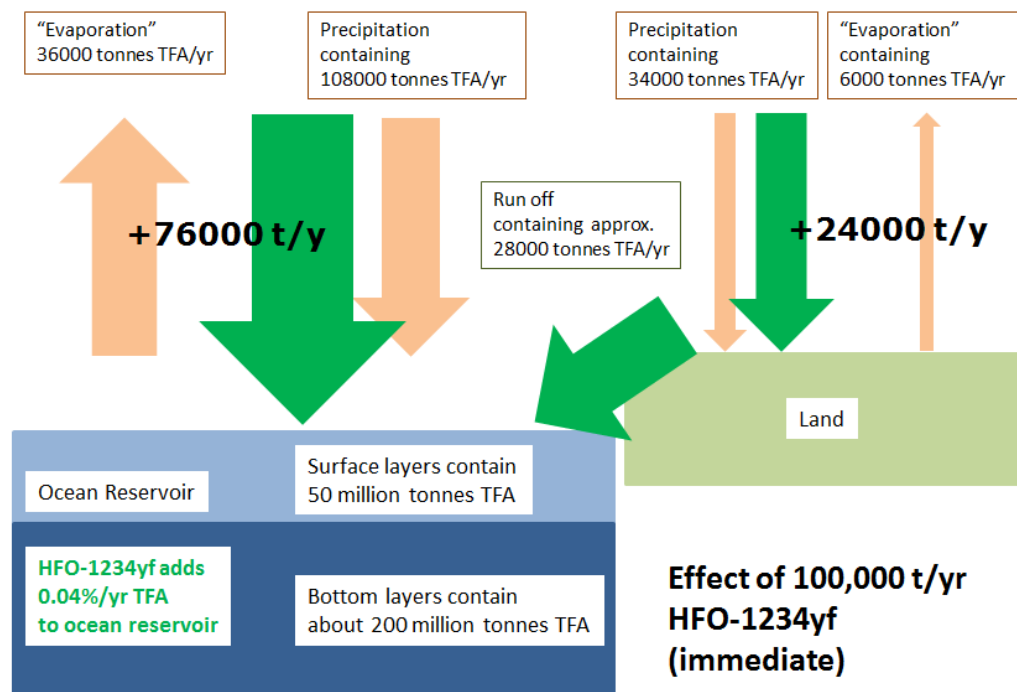 “Evaporation”
36000 tonnes TFA/yr
Precipitation
containing
108000 tonnes TFA/yr
Precipitation
containing
34000 tonnes TFA/yr
“Evaporation”
containing
6000 tonnes TFA/yr
+76000 t/y
Run off
containing approx.
28000 tonnes TFA/yr
+24000 t/y
Land
Ocean Reservoir
Surface layers contain
50 million tonnes TFA
HFO-1234yf adds
0.04%/yr TFA
to ocean reservoir
Bottom layers contain
about 200 million tonnes TFA
Effect of 100,000 t/yr
HFO-1234yf
(immediate)